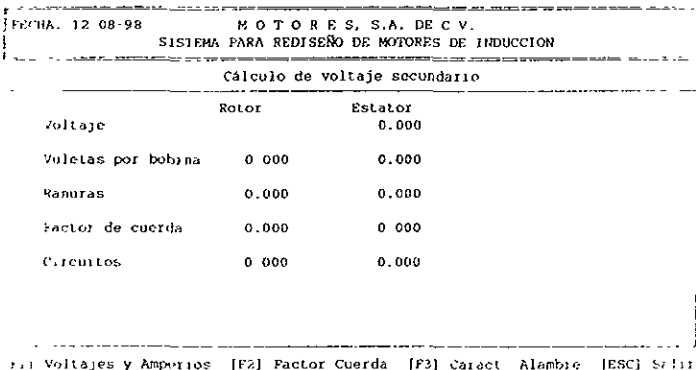 FECHA. 12 08-98 M O T O R E S, S.A. DE C V.
SISTEMA PARA REDISEÑO DE MOTORES DE INDUCCION
Cálculo de voltaje secundario
Rotor Estator
Voltaje 0.000
Vueltas por bobina 0 000 0.000
Ranuras 0.000 0.000
Factor de cuerda 0.000 0 000
Circuitos 0 000 0.000
Voltajes y Amperios [F2] Factor Cuerda [F3] Caract Alambre [ESC] Salir